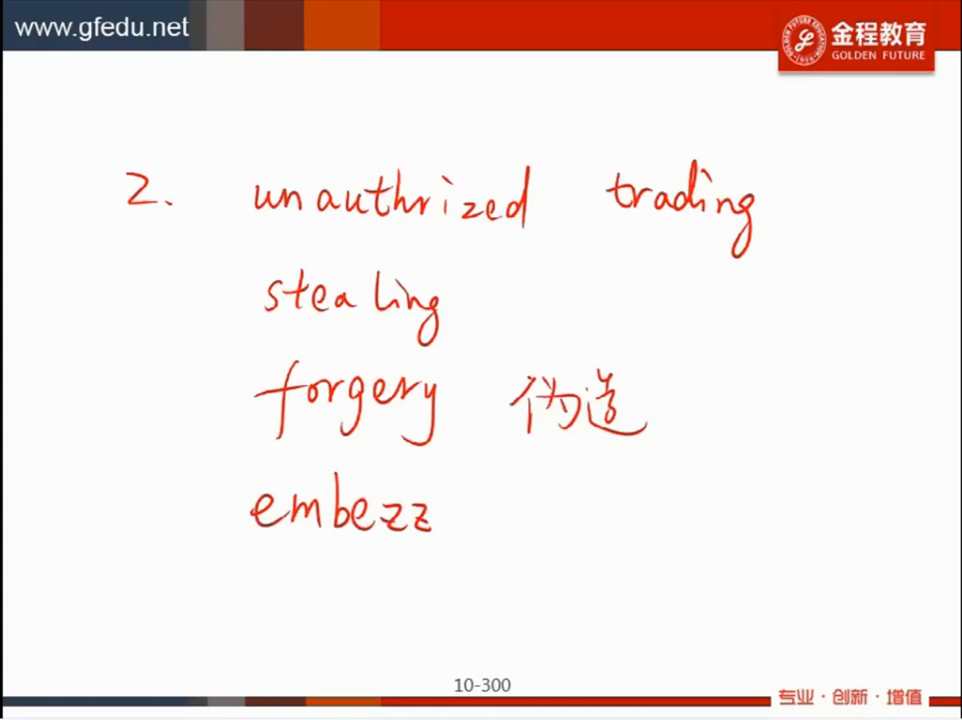 www.gfedu.net
金程教育
GOLDEN FUTURE
2. unauthrized trading
stealing
forgery 伪造
embezz
10-300
专业·创新·增值